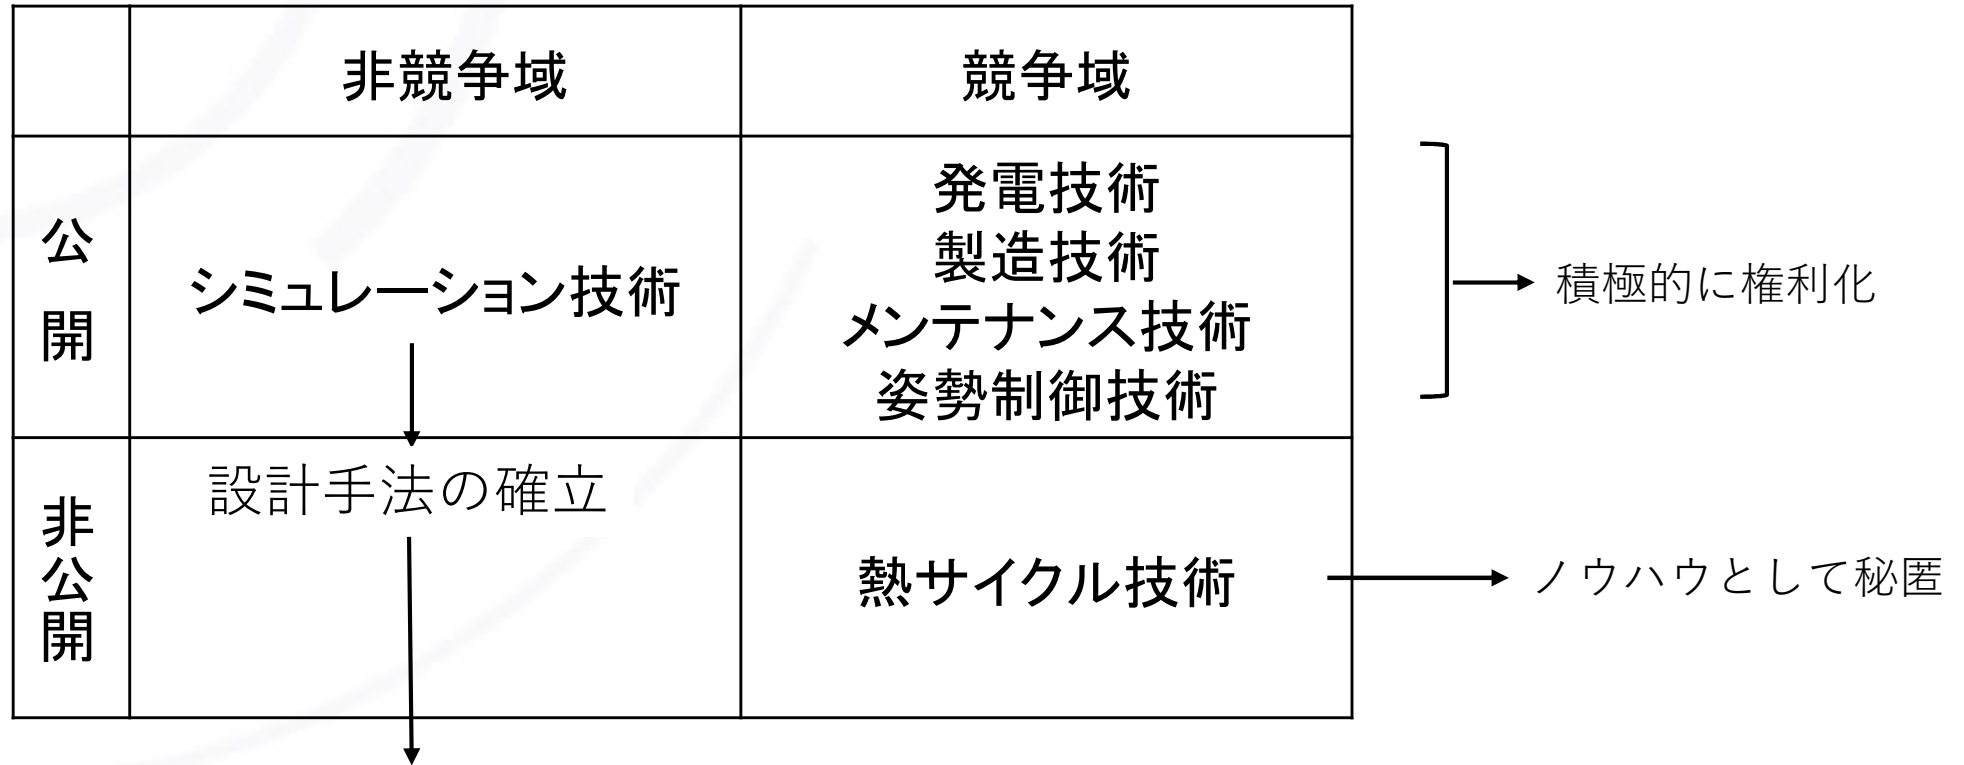 非競争域
競争域
公開
シミュレーション技術
発電技術
製造技術
メンテナンス技術
姿勢制御技術
積極的に権利化
非公開
設計手法の確立
熱サイクル技術
ノウハウとして秘匿